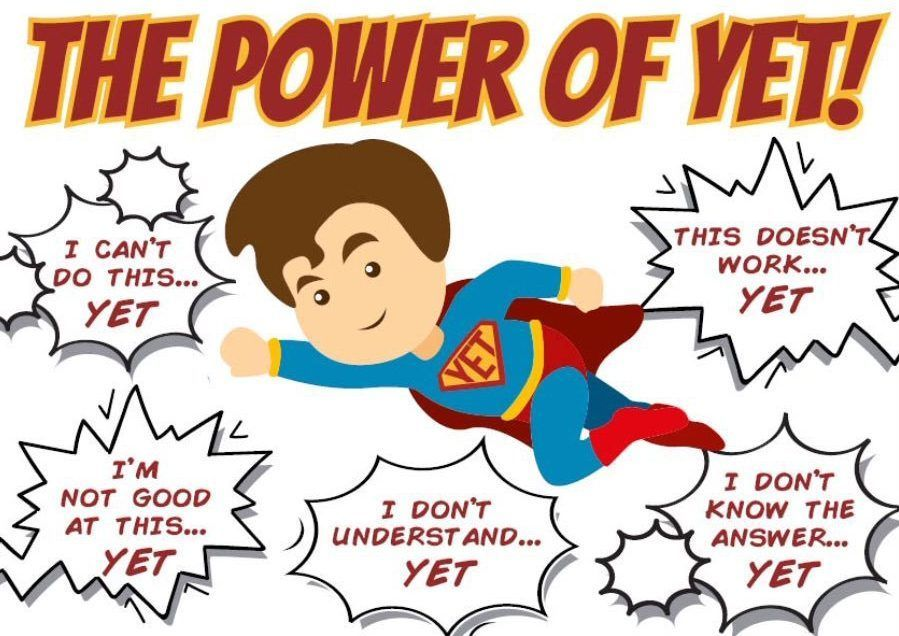 THE POWER OF YET!
I CAN'T
DO THIS...
YET
THIS DOESN'T
WORK...
YET
YET
I'M
NOT GOOD
AT THIS...
YET
I DON'T
UNDERSTAND...
YET
I DON'T
KNOW THE
ANSWER...
YET